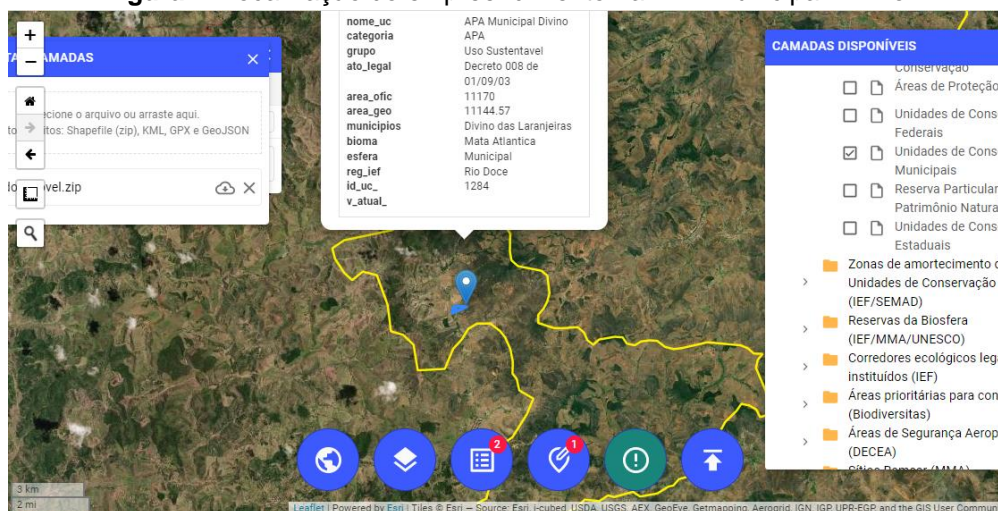 +
−
AMADAS ×
ecione o arquivo ou arraste aqui.
itos: Shapefile (zip), KML, GPX e GeoJSON
vel.zip
nome_uc APA Municipal Divino
categoria APA
grupo Uso Sustentavel
ato_legal Decreto 008 de
01/09/03
area_ofic 11170
area_geo 11144.57
municipios Divino das Laranjeiras
bioma Mata Atlantica
esfera Municipal
reg_ief Rio Doce
id_uc_ 1284
v_atual_
CAMADAS DISPONÍVEIS
Conservação
Áreas de Proteção
Unidades de Cons
Federais
Unidades de Cons
Municipais
Reserva Particular
Patrimônio Natura
Unidades de Cons
Estaduais
Zonas de amortecimento d
Unidades de Conservação
(IEF/SEMAD)
Reservas da Biosfera
(IEF/MMA/UNESCO)
Corredores ecológicos leg
instituídos (IEF)
Áreas prioritárias para con
(Biodiversitas)
Áreas de Segurança Aerop
(DECEA)
2
1
3 km
2 mi
Leaflet | Powered by Esri | Tiles © Esri — Source: Esri, i-cubed, USDA, USGS, AEX, GeoEye, Getmapping, Aerogrid, IGN, IGP, UPR-EGP, and the GIS User Commun